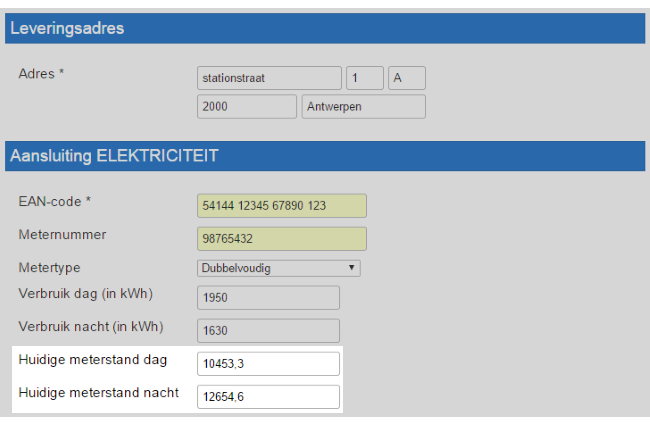 Leveringsadres
Adres * stationstraat 1 A
2000 Antwerpen
Aansluiting ELEKTRICITEIT
EAN-code * 54144 12345 67890 123
Meternummer 98765432
Metertype Dubbelvoudig
Verbruik dag (in kWh) 1950
Verbruik nacht (in kWh) 1630
Huidige meterstand dag 10453,3
Huidige meterstand nacht 12654,6